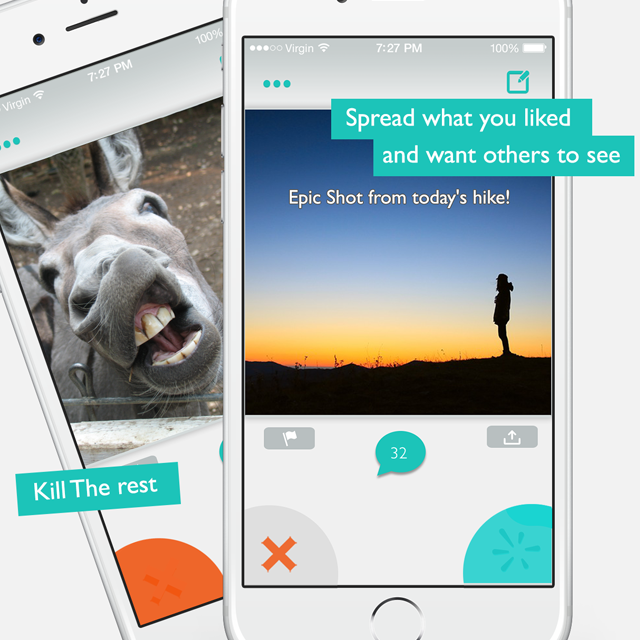 Virgin
7:27 PM
100%
Virgin
7:27 PM
100%
Spread what you liked
and want others to see
Epic Shot from today's hike!
32
Kill The rest